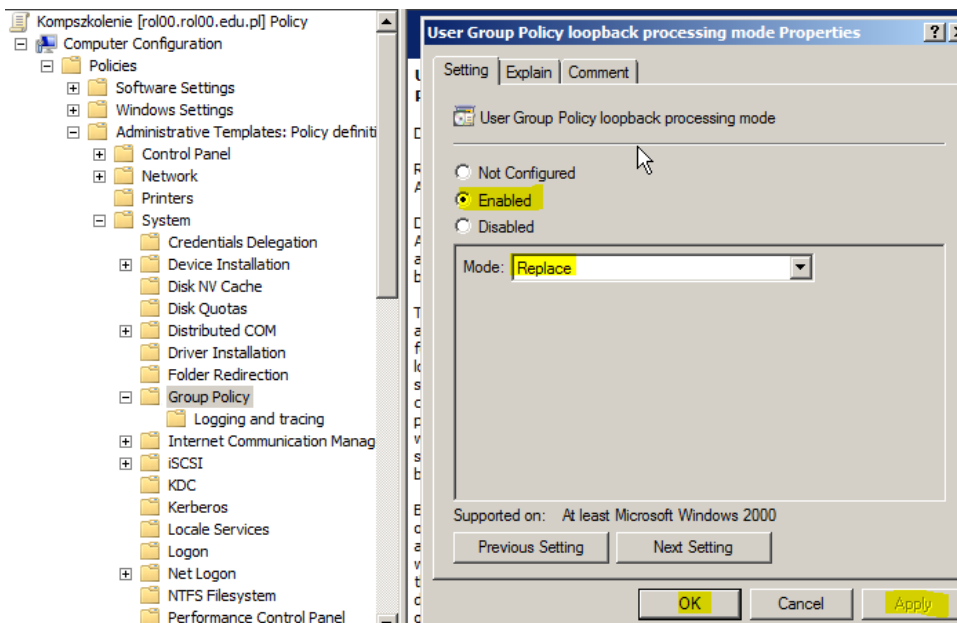 Kompszkolenie [rol00.rol00.edu.pl] Policy
Computer Configuration
Policies
Software Settings
Windows Settings
Administrative Templates: Policy definiti
Control Panel
Network
Printers
System
Credentials Delegation
Device Installation
Disk NV Cache
Disk Quotas
Distributed COM
Driver Installation
Folder Redirection
Group Policy
Logging and tracing
Internet Communication Manag
iSCSI
KDC
Kerberos
Locale Services
Logon
Net Logon
NTFS Filesystem
Performance Control Panel
User Group Policy loopback processing mode Properties
Setting Explain Comment
User Group Policy loopback processing mode
Not Configured
Enabled
Disabled
Mode: Replace
Supported on: At least Microsoft Windows 2000
Previous Setting Next Setting
OK Cancel Apply